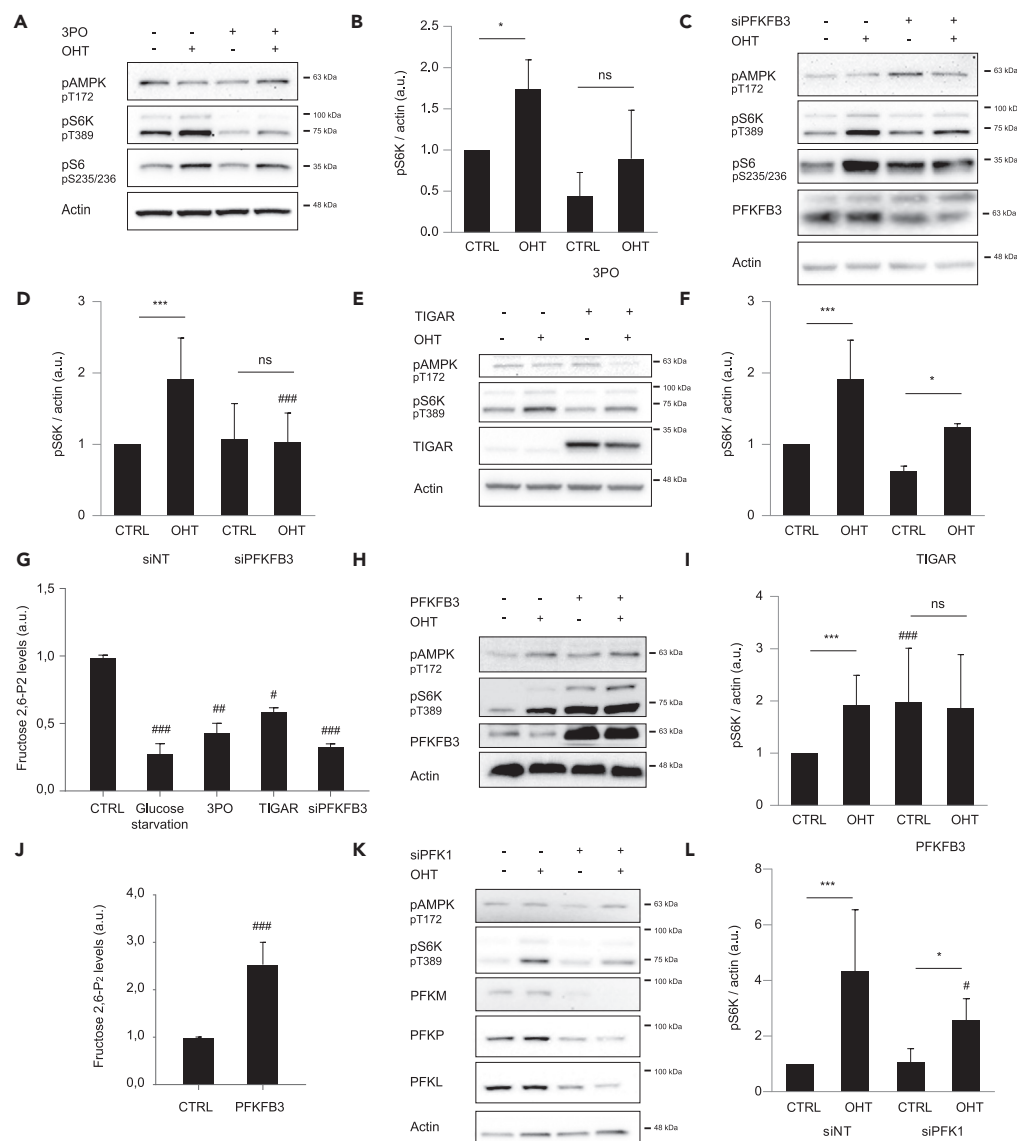 A
3PO - - + +
OHT - + - +
pAMPK
pT172
63 kDa
pS6K
pT389
100 kDa
75 kDa
pS6
pS235/236
35 kDa
Actin
48 kDa
B
pS6K / actin (a.u.)
2.5
2.0
1.5
1.0
0.5
0.0
*
ns
CTRL OHT CTRL OHT
3PO
C
siPFKFB3 - - + +
OHT - + - +
pAMPK
pT172
63 kDa
pS6K
pT389
100 kDa
75 kDa
pS6
pS235/236
35 kDa
PFKFB3
63 kDa
Actin
48 kDa
D
pS6K / actin (a.u.)
3
2
1
0
***
ns
###
CTRL OHT CTRL OHT
siNT siPFKFB3
E
TIGAR - - + +
OHT - + - +
pAMPK
pT172
63 kDa
pS6K
pT389
100 kDa
75 kDa
TIGAR
35 kDa
Actin
48 kDa
F
pS6K / actin (a.u.)
3
2
1
0
***
*
CTRL OHT CTRL OHT
TIGAR
G
Fructose 2,6-P2 levels (a.u.)
1,5
1,0
0,5
0,0
###
##
#
###
CTRL Glucose starvation 3PO TIGAR siPFKFB3
H
PFKFB3 - - + +
OHT - + - +
pAMPK
pT172
63 kDa
pS6K
pT389
100 kDa
75 kDa
PFKFB3
63 kDa
Actin
48 kDa
I
pS6K / actin (a.u.)
4
3
2
1
0
***
###
ns
CTRL OHT CTRL OHT
PFKFB3
J
Fructose 2,6-P2 levels (a.u.)
4,0
3,0
2,0
1,0
0,0
###
CTRL PFKFB3
K
siPFK1 - - + +
OHT - + - +
pAMPK
pT172
63 kDa
pS6K
pT389
100 kDa
75 kDa
PFKM
100 kDa
PFKP
100 kDa
PFKL
100 kDa
Actin
48 kDa
L
pS6K / actin (a.u.)
8
6
4
2
0
***
*
#
CTRL OHT CTRL OHT
siNT siPFK1